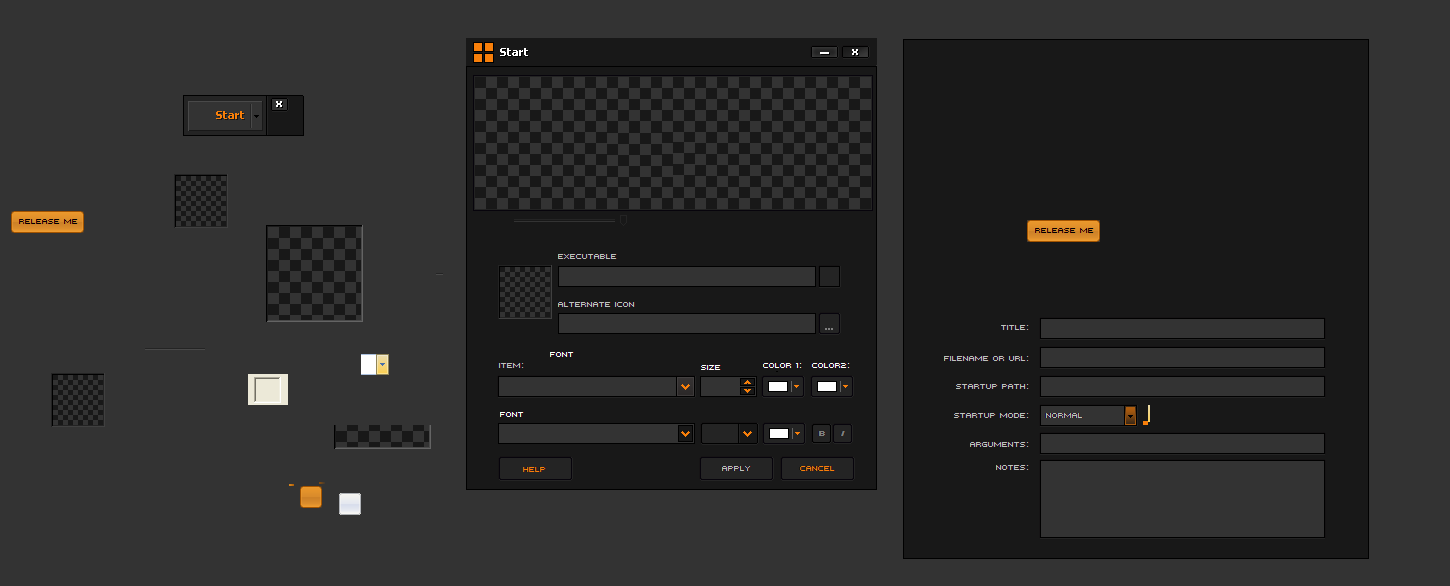 Start
x
RELEASE ME
Start
x
EXECUTABLE
ALTERNATE ICON
...
FONT
ITEM:
SIZE
COLOR 1:
COLOR2:
FONT
B
I
HELP
APPLY
CANCEL
RELEASE ME
TITLE:
FILENAME OR URL:
STARTUP PATH:
STARTUP MODE:
NORMAL
ARGUMENTS:
NOTES: